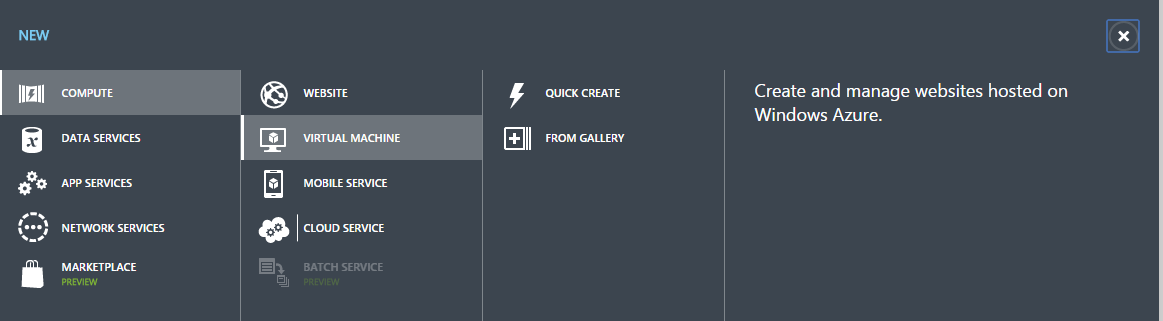 NEW
COMPUTE
DATA SERVICES
APP SERVICES
NETWORK SERVICES
MARKETPLACE
PREVIEW
WEBSITE
VIRTUAL MACHINE
MOBILE SERVICE
CLOUD SERVICE
BATCH SERVICE
PREVIEW
QUICK CREATE
FROM GALLERY
Create and manage websites hosted on
Windows Azure.